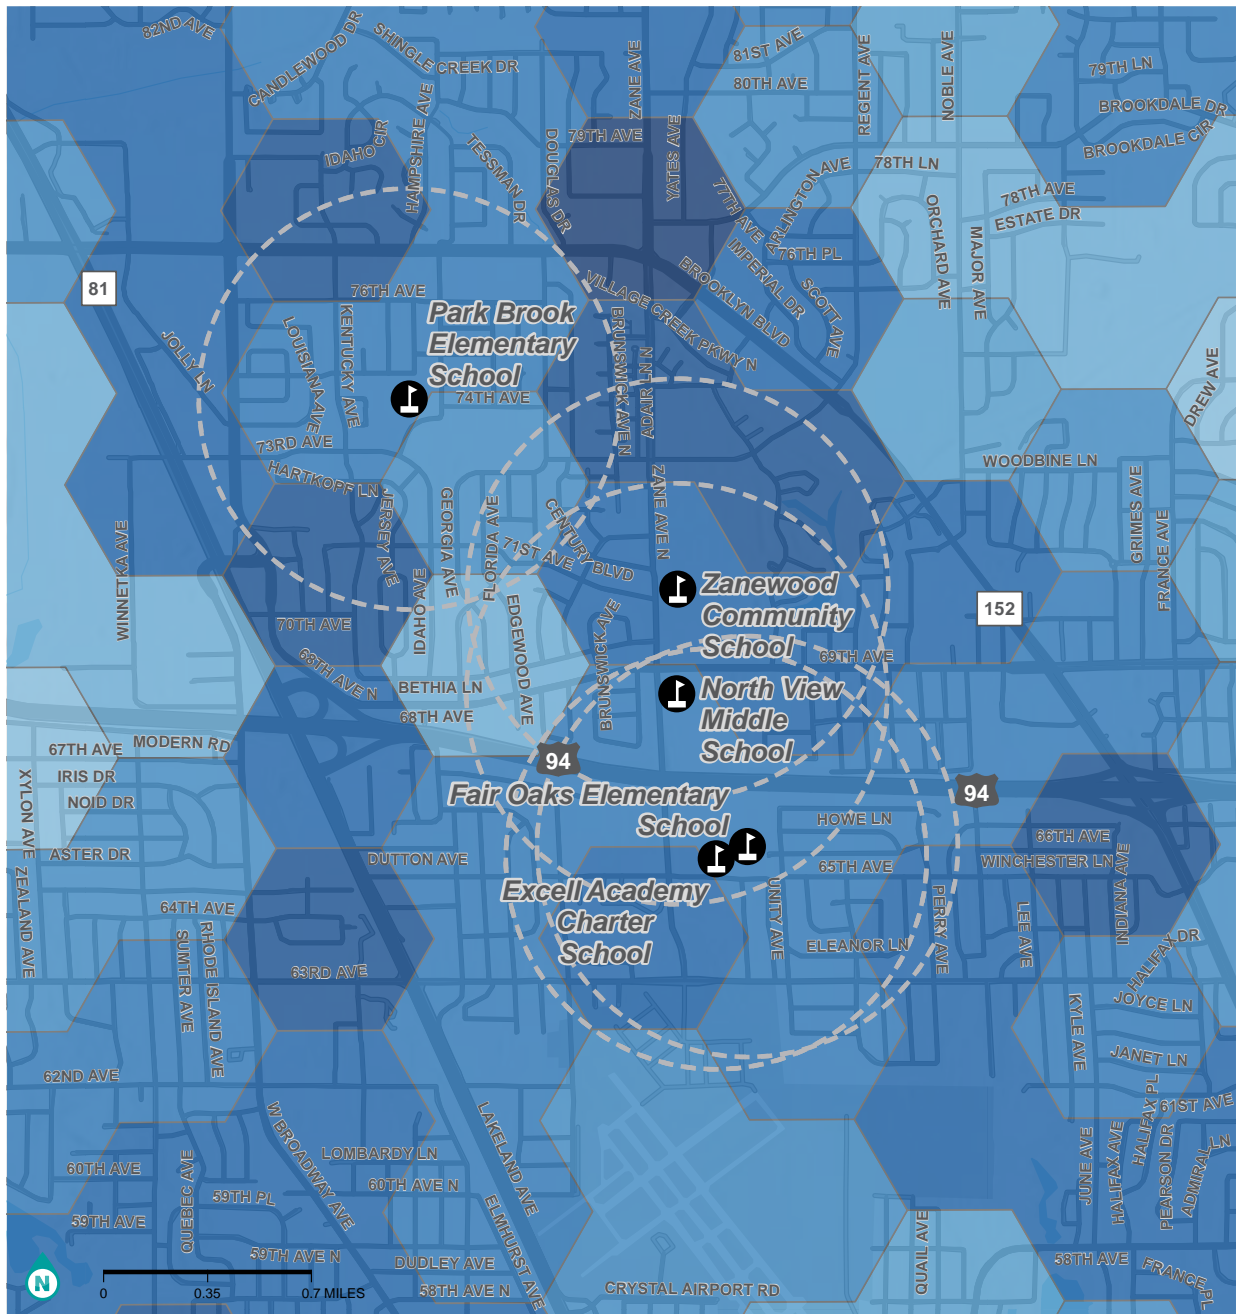 82ND AVE
CANDLEWOOD DR
SHINGLE CREEK DR
ZANE AVE
81ST AVE
80TH AVE
REGENT AVE
NOBLE AVE
79TH LN
BROOKDALE DR
BROOKDALE CIR
IDAHO CIR
HAMPSHIRE AVE
TESSMAN DR
DOUGLAS DR
79TH AVE
YATES AVE
77TH AVE
ARLINGTON AVE
78TH LN
78TH AVE
ESTATE DR
ORCHARD AVE
MAJOR AVE
76TH PL
IMPERIAL DR
SCOTT AVE
BROOKLYN BLVD
VILLAGE CREEK PKWY N
81
76TH AVE
JOLLY LN
LOUISIANA AVE
KENTUCKY AVE
Park Brook
Elementary
School
74TH AVE
BRUNSWICK AVE N
ADAIR LN N
DREW AVE
73RD AVE
HARTKOPF LN
WOODBINE LN
GRIMES AVE
FRANCE AVE
WINNETKA AVE
JERSEY AVE
GEORGIA AVE
FLORIDA AVE
CENTURY BLVD
71ST AVE
ZANE AVE N
Zanewood
Community
School
152
70TH AVE
IDAHO AVE
EDGEWOOD AVE
BRUNSWICK AVE
69TH AVE
68TH AVE N
BETHIA LN
68TH AVE
North View
Middle
School
67TH AVE
MODERN RD
94
94
IRIS DR
NOID DR
XYLON AVE
Fair Oaks Elementary
School
HOWE LN
66TH AVE
WINCHESTER LN
ASTER DR
DUTTON AVE
65TH AVE
ZEALAND AVE
64TH AVE
Excell Academy
Charter
School
UNITY AVE
PERRY AVE
LEE AVE
INDIANA AVE
SUMTER AVE
RHODE ISLAND AVE
63RD AVE
ELEANOR LN
HALIFAX DR
JOYCE LN
KYLE AVE
JANET LN
62ND AVE
W BROADWAY AVE
LAKELAND AVE
61ST AVE
HALIFAX PL
LOMBARDY LN
60TH AVE
60TH AVE N
QUEBEC AVE
59TH PL
59TH AVE
59TH AVE N
ELMHURST AVE
JUNE AVE
HALIFAX AVE
PEARSON DR
ADMIRAL LN
QUAIL AVE
DUDLEY AVE
58TH AVE N
CRYSTAL AIRPORT RD
58TH AVE
FRANCE PL
N
0 0.35 0.7 MILES